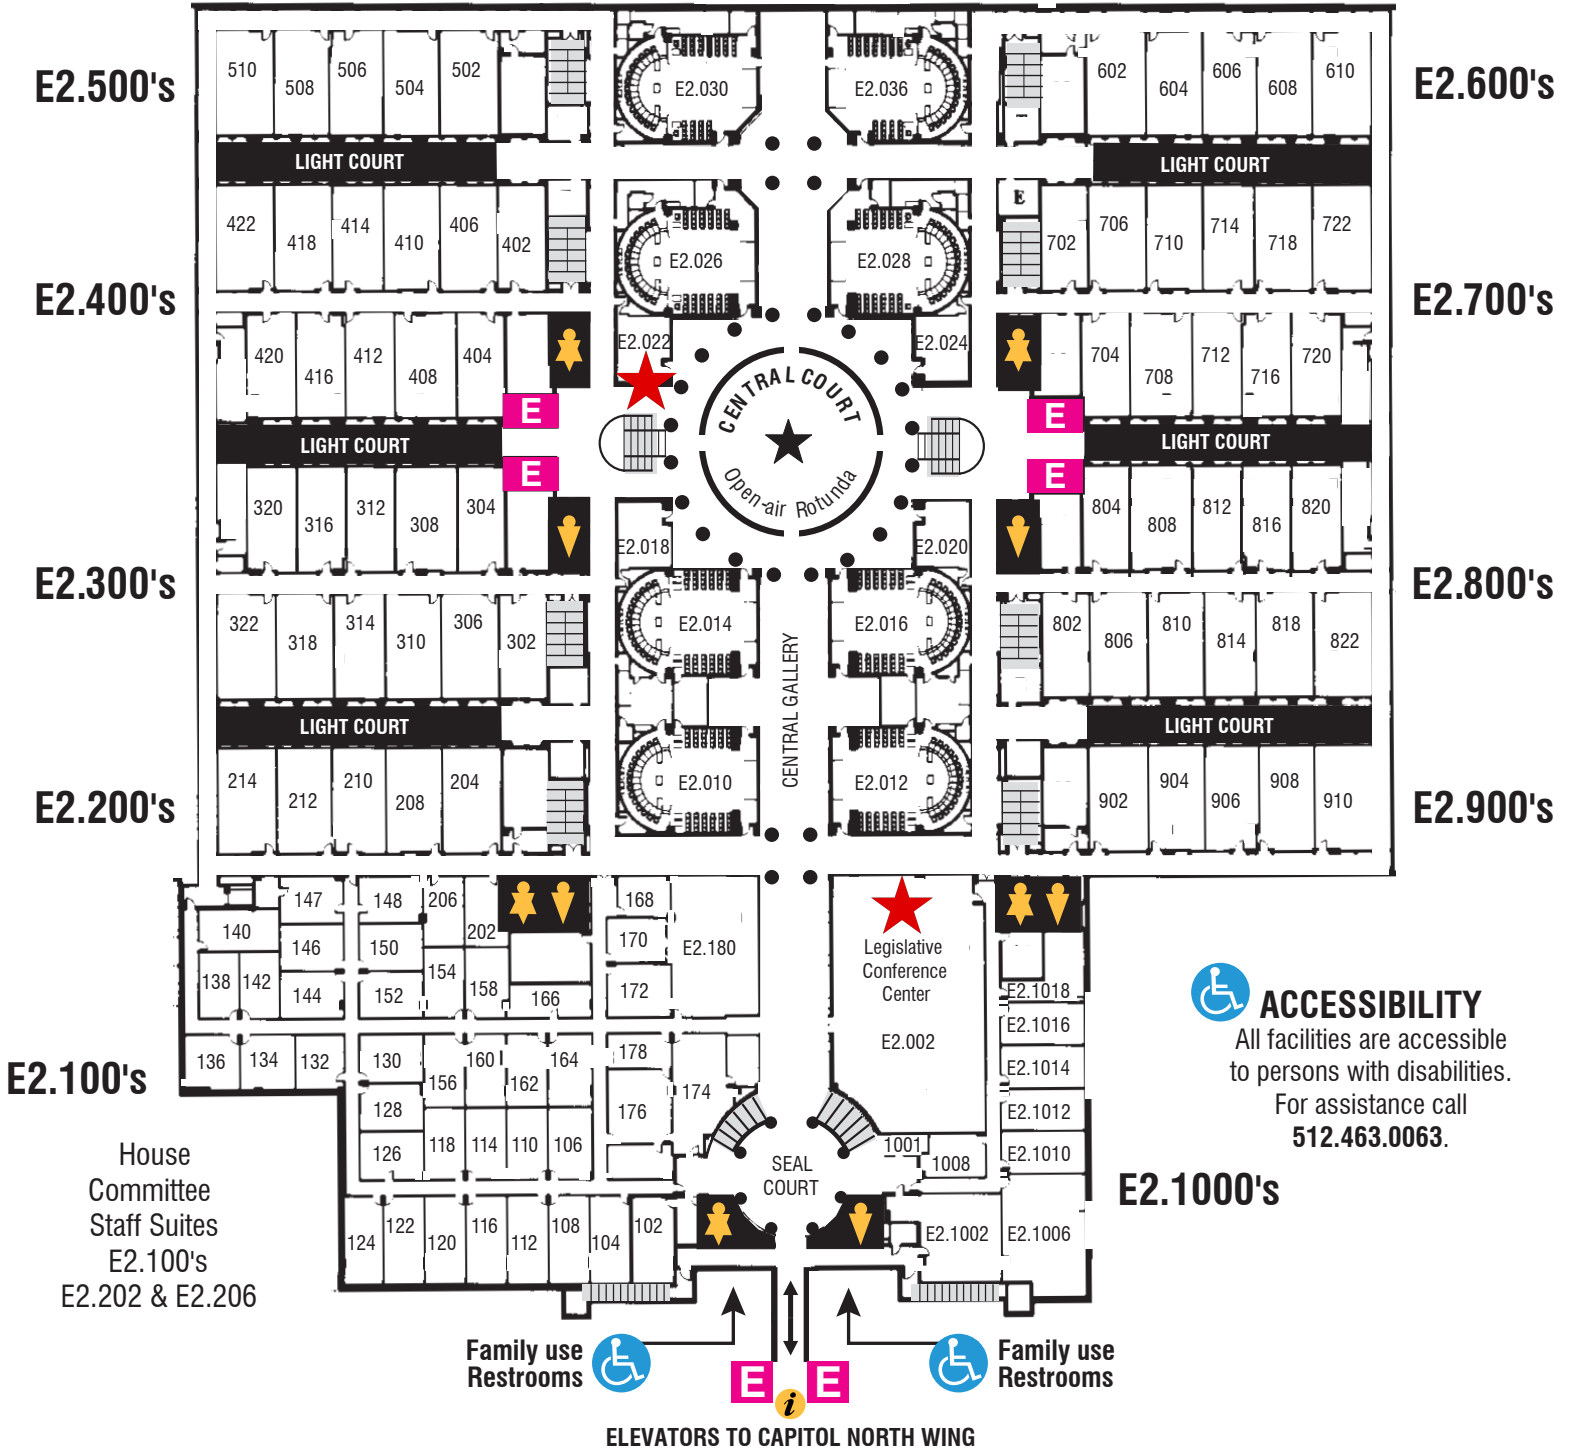 E2.500's
E2.600's
510
508
506
504
502
E2.030
E2.036
602
604
606
608
610
LIGHT COURT
LIGHT COURT
E
422
418
414
410
406
402
E2.026
E2.028
702
706
710
714
718
722
E2.400's
E2.700's
420
416
412
408
404
E2.022
E2.024
704
708
712
716
720
E
E
CENTRAL COURT
Open-air Rotunda
LIGHT COURT
LIGHT COURT
E
E
320
316
312
308
304
E2.018
E2.020
804
808
812
816
820
E2.300's
E2.800's
322
318
314
310
306
302
E2.014
E2.016
802
806
810
814
818
822
CENTRAL GALLERY
LIGHT COURT
LIGHT COURT
214
212
210
208
204
E2.010
E2.012
902
904
906
908
910
E2.200's
E2.900's
147
148
206
202
168
140
146
150
170
E2.180
Legislative
Conference
Center
E2.002
138
142
144
152
154
158
166
172
E2.1018
E2.1016
E2.1014
E2.1012
E2.1010
136
134
132
130
160
164
178
156
162
174
128
176
126
118
114
110
106
1001
1008
SEAL
COURT
E2.100's
E2.1000's
124
122
120
116
112
108
104
102
E2.1002
E2.1006
ACCESSIBILITY
All facilities are accessible
to persons with disabilities.
For assistance call
512.463.0063.
House
Committee
Staff Suites
E2.100's
E2.202 & E2.206
Family use
Restrooms
Family use
Restrooms
E
E
i
ELEVATORS TO CAPITOL NORTH WING